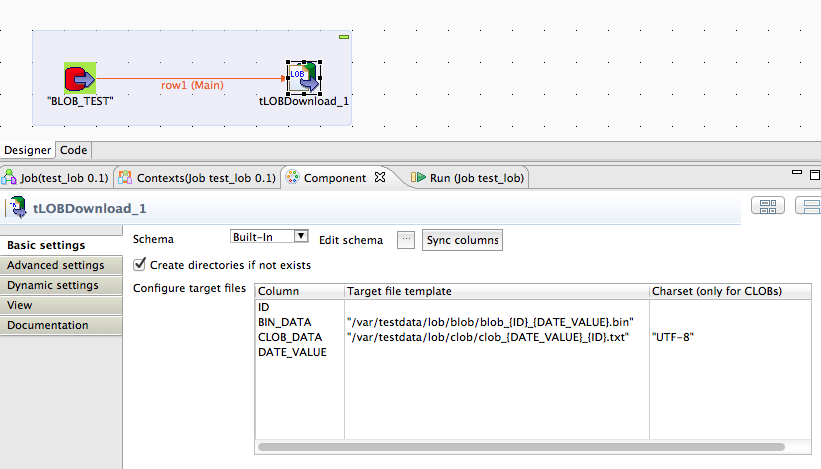 LOB
row1 (Main)
"BLOB_TEST" tLOBDownload_1
Designer Code
Job(test_lob 0.1) Contexts(Job test_lob 0.1) Component Run (Job test_lob)
tLOBDownload_1
Basic settings
Advanced settings
Dynamic settings
View
Documentation
Schema Built-In Edit schema ... Sync columns
Create directories if not exists
Configure target files
Column Target file template Charset (only for CLOBs)
ID
BIN_DATA "/var/testdata/lob/blob/blob_{ID}_{DATE_VALUE}.bin"
CLOB_DATA "/var/testdata/lob/clob/clob_{DATE_VALUE}_{ID}.txt" "UTF-8"
DATE_VALUE